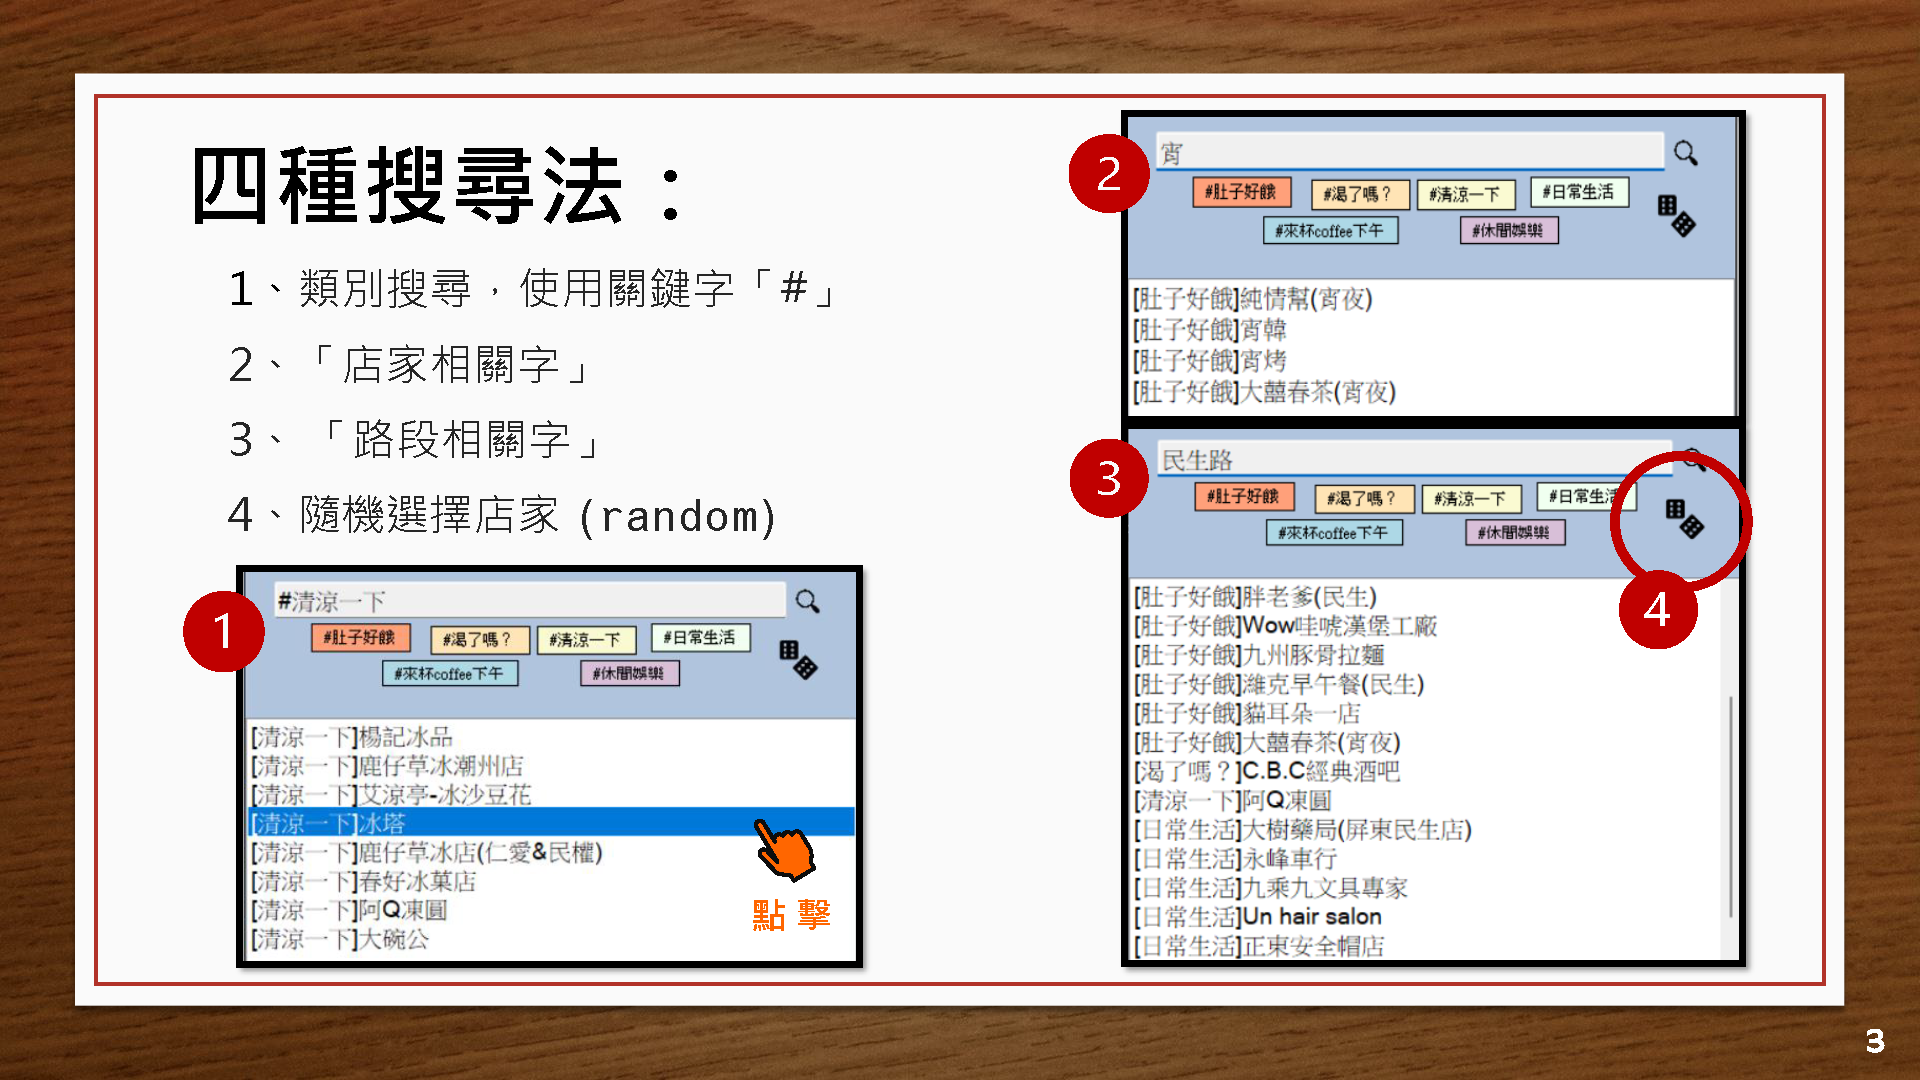 四種搜尋法：
1、類別搜尋，使用關鍵字「#」
2、「店家相關字」
3、「路段相關字」
4、隨機選擇店家 (random)
1
#清涼一下
#肚子好餓 #渴了嗎？ #清涼一下 #日常生活
#來杯coffee下午 #休閒娛樂
[清涼一下]楊記冰品
[清涼一下]鹿仔草冰潮州店
[清涼一下]艾涼亭-冰沙豆花
[清涼一下]冰塔
[清涼一下]鹿仔草冰店(仁愛&民權)
[清涼一下]春好冰菓店
[清涼一下]阿Q凍圓
[清涼一下]大碗公
點擊
2
宵
#肚子好餓 #渴了嗎？ #清涼一下 #日常生活
#來杯coffee下午 #休閒娛樂
[肚子好餓]純情幫(宵夜)
[肚子好餓]宵韓
[肚子好餓]宵烤
[肚子好餓]大囍春茶(宵夜)
3
民生路
#肚子好餓 #渴了嗎？ #清涼一下 #日常生活
#來杯coffee下午 #休閒娛樂
4
[肚子好餓]胖老爹(民生)
[肚子好餓]Wow哇唬漢堡工廠
[肚子好餓]九州豚骨拉麵
[肚子好餓]濰克早午餐(民生)
[肚子好餓]貓耳朵一店
[肚子好餓]大囍春茶(宵夜)
[渴了嗎？]C.B.C經典酒吧
[清涼一下]阿Q凍圓
[日常生活]大樹藥局(屏東民生店)
[日常生活]永峰車行
[日常生活]九乘九文具專家
[日常生活]Un hair salon
[日常生活]正東安全帽店
3